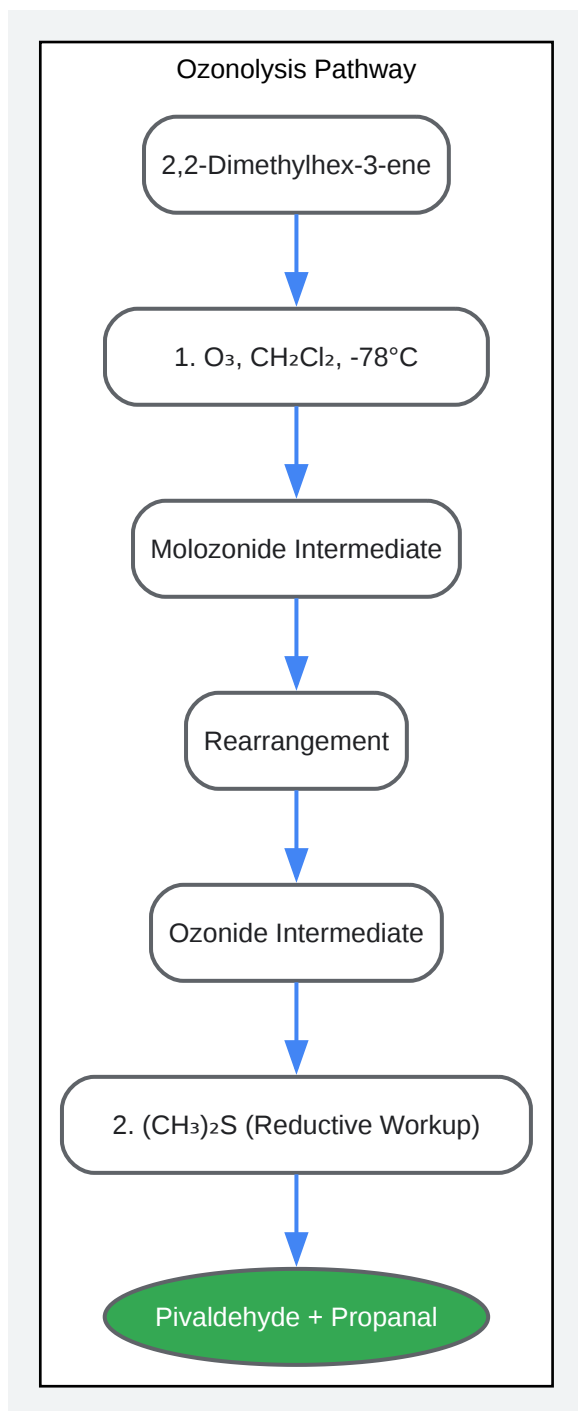 Ozonolysis Pathway
2,2-Dimethylhex-3-ene
1. O₃, CH₂Cl₂, -78°C
Molozonide Intermediate
Rearrangement
Ozonide Intermediate
2. (CH₃)₂S (Reductive Workup)
Pivaldehyde + Propanal